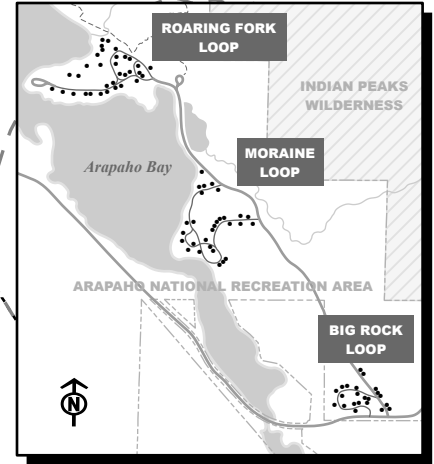 ROARING FORK
LOOP
INDIAN PEAKS
WILDERNESS
MORAINE
LOOP
Arapaho Bay
ARAPAHO NATIONAL RECREATION AREA
BIG ROCK
LOOP
N